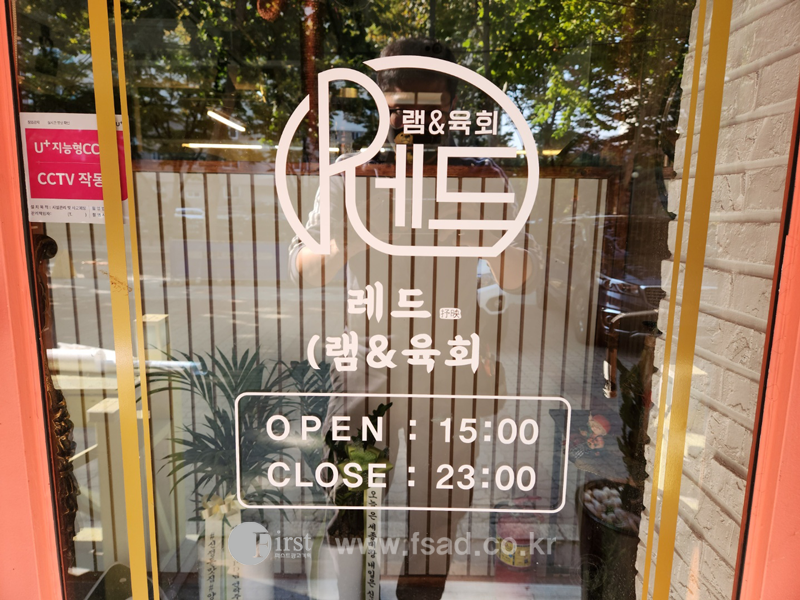 램&육회
레드
U+지능형CC
CCTV 작동
레드
(램&육회
OPEN : 15:00
CLOSE : 23:00
First www.fsad.co.kr